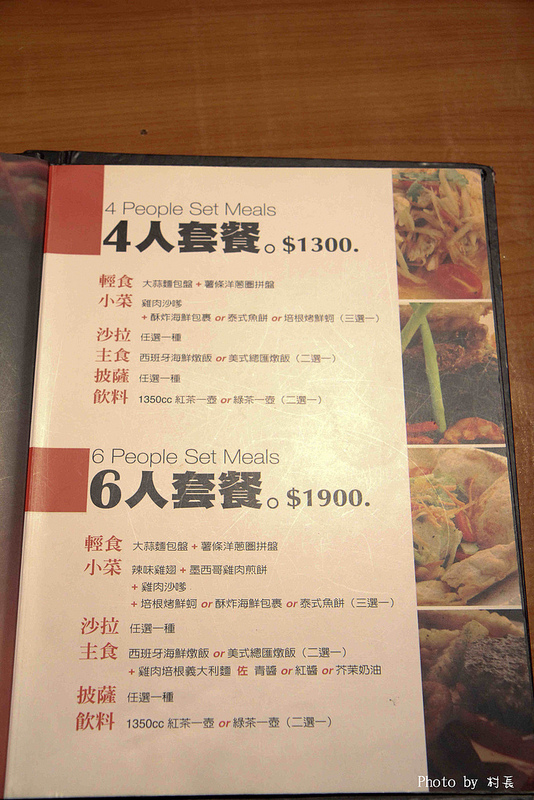 4 People Set Meals
4人套餐。$1300.
輕食 大蒜麵包盤 + 薯條洋蔥圈拼盤
小菜 雞肉沙嗲
+ 酥炸海鮮包裹 or 泰式魚餅 or 培根烤鮮蚵（三選一）
沙拉 任選一種
主食 西班牙海鮮燉飯 or 美式總匯燉飯（二選一）
披薩 任選一種
飲料 1350cc 紅茶一壺 or 綠茶一壺（二選一）
6 People Set Meals
6人套餐。$1900.
輕食 大蒜麵包盤 + 薯條洋蔥圈拼盤
小菜 辣味雞翅 + 墨西哥雞肉煎餅
+ 雞肉沙嗲
+ 培根烤鮮蚵 or 酥炸海鮮包裹 or 泰式魚餅（三選一）
沙拉 任選一種
主食 西班牙海鮮燉飯 or 美式總匯燉飯（二選一）
+ 雞肉培根義大利麵 佐 青醬 or 紅醬 or 芥茉奶油
披薩 任選一種
飲料 1350cc 紅茶一壺 or 綠茶一壺（二選一）
Photo by 村長